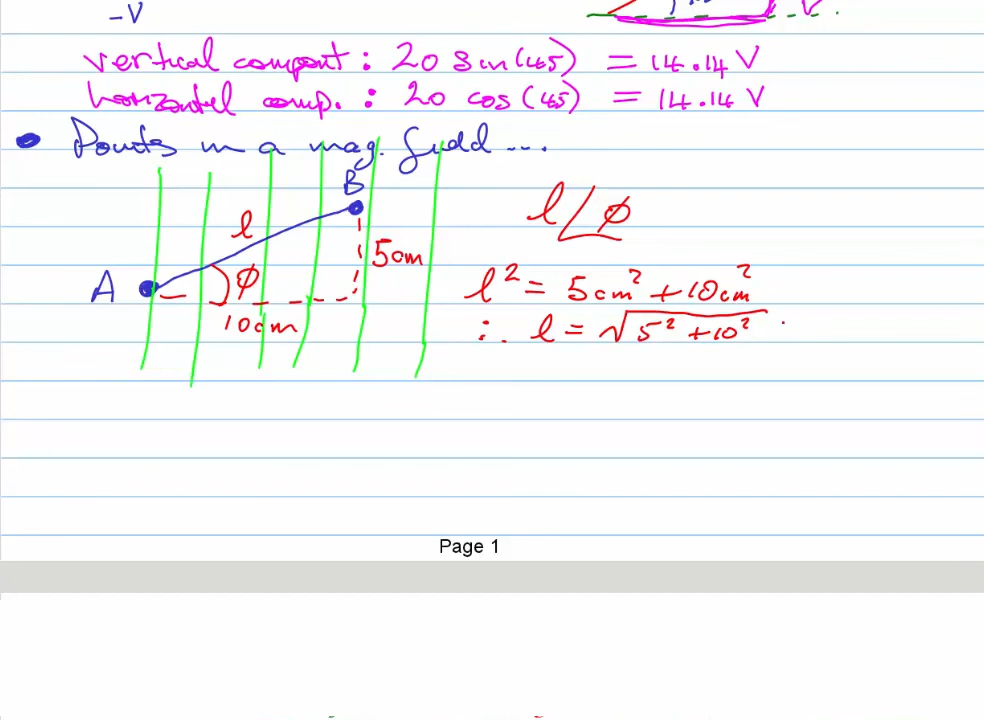 -V
V
vertical compont : 20 sin(45) = 14.14 V
horizontal comp. : 20 cos(45) = 14.14 V
• Points in a mag. field ...
B
l
l∠φ
5cm
A
φ
l² = 5cm² + 10cm²
10cm
∴ l = √5² + 10²
Page 1